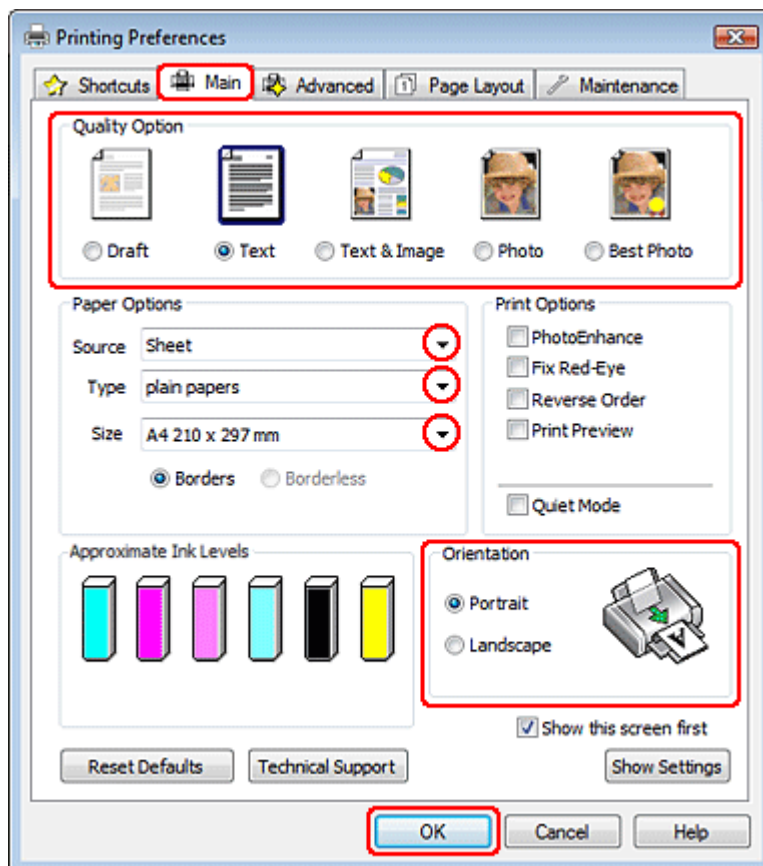 Printing Preferences
Shortcuts Main Advanced Page Layout Maintenance
Quality Option
Draft Text Text & Image Photo Best Photo
Paper Options
Source Sheet
Type plain papers
Size A4 210 x 297 mm
Borders Borderless
Print Options
PhotoEnhance
Fix Red-Eye
Reverse Order
Print Preview
Quiet Mode
Approximate Ink Levels
Orientation
Portrait
Landscape
A
Show this screen first
Reset Defaults Technical Support Show Settings
OK Cancel Help